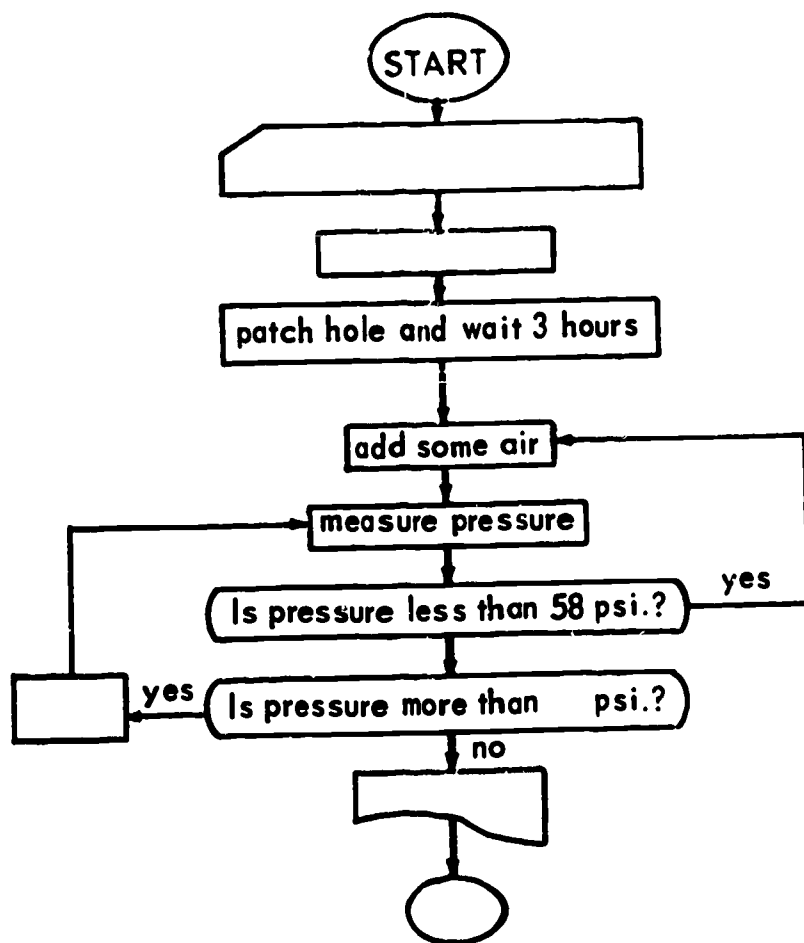 START
patch hole and wait 3 hours
add some air
measure pressure
Is pressure less than 58 psi.?
yes
yes
Is pressure more than psi.?
no